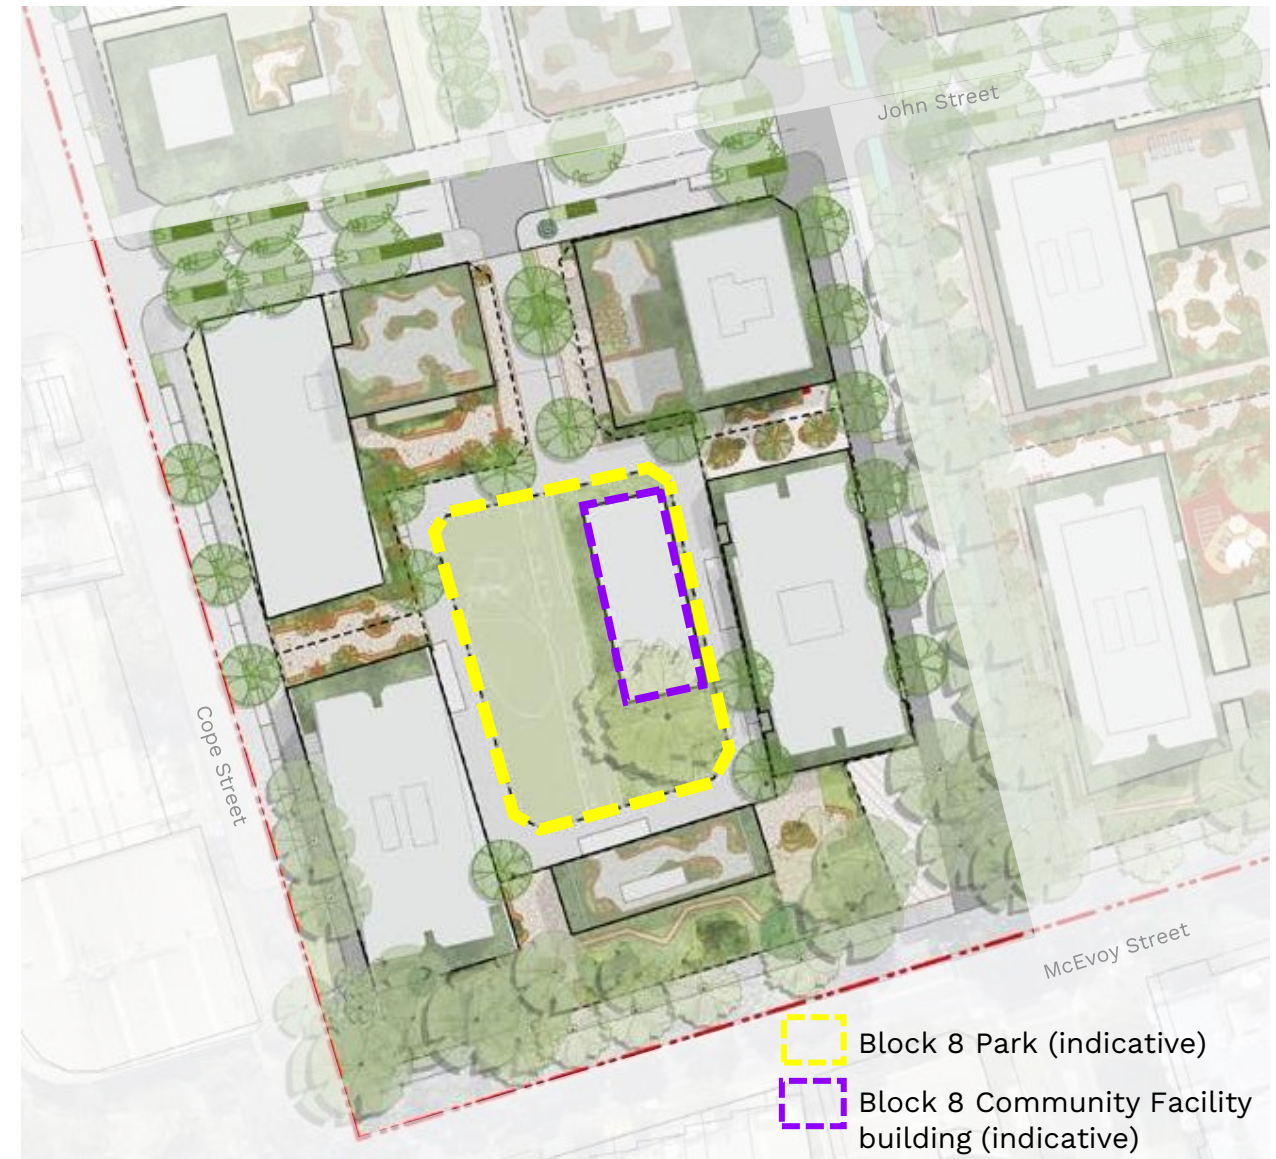 John Street
Cope Street
McEvoy Street
Block 8 Park (indicative)
Block 8 Community Facility
building (indicative)